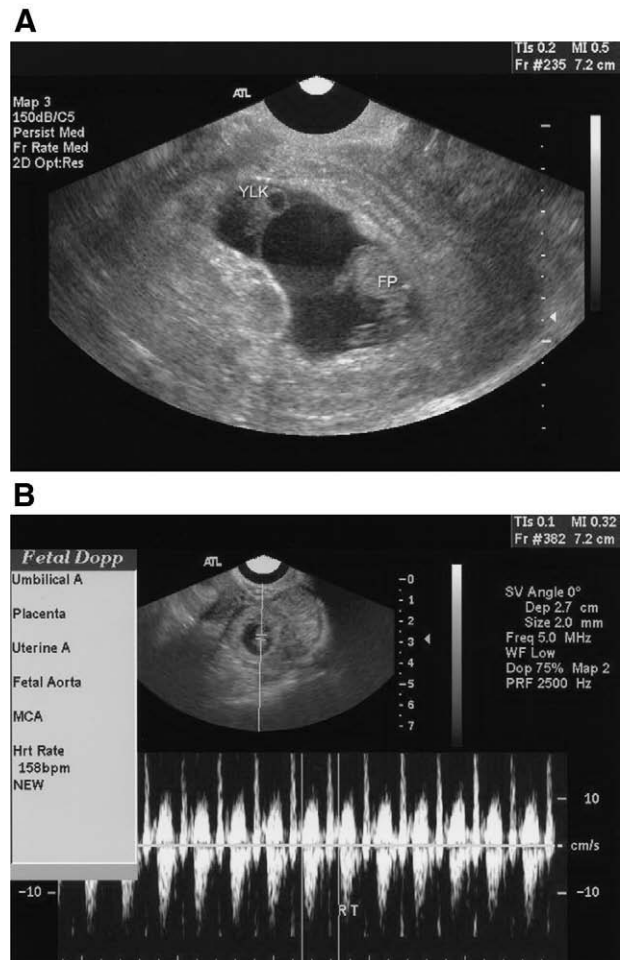 A
TIs 0.2 MI 0.5
Fr #235 7.2 cm
ATL
Map 3
150dB/C5
Persist Med
Fr Rate Med
2D Opt:Res
YLK
FP
B
TIs 0.1 MI 0.32
Fr #382 7.2 cm
Fetal Dopp
ATL
Umbilical A
Placenta
Uterine A
Fetal Aorta
MCA
Hrt Rate
158bpm
NEW
-0
-1
-2
-3
-4
-5
-6
-7
SV Angle 0°
Dep 2.7 cm
Size 2.0 mm
Freq 5.0 MHz
WF Low
Dop 75% Map 2
PRF 2500 Hz
10
cm/s
-10
-10
R T